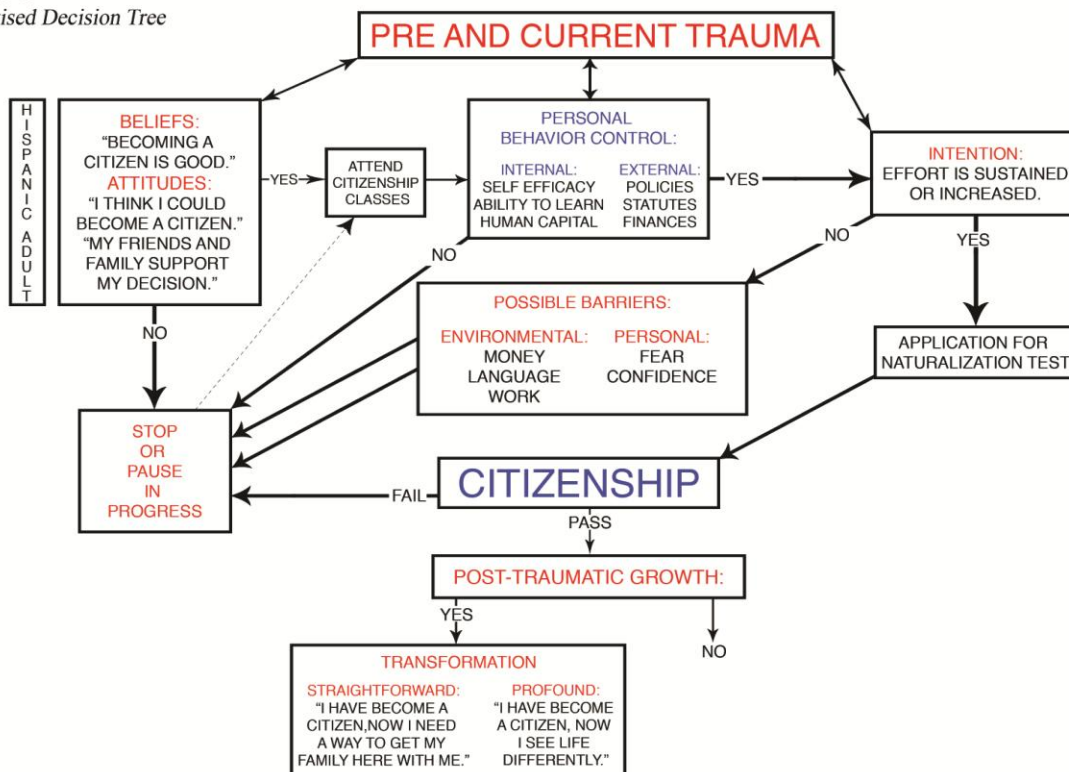 ised Decision Tree
PRE AND CURRENT TRAUMA
HISPANIC ADULT
BELIEFS:
“BECOMING A
CITIZEN IS GOOD.”
ATTITUDES:
“I THINK I COULD
BECOME A CITIZEN.”
“MY FRIENDS AND
FAMILY SUPPORT
MY DECISION.”
YES
ATTEND
CITIZENSHIP
CLASSES
PERSONAL
BEHAVIOR CONTROL:
INTERNAL:
SELF EFFICACY
ABILITY TO LEARN
HUMAN CAPITAL
EXTERNAL:
POLICIES
STATUTES
FINANCES
YES
INTENTION:
EFFORT IS SUSTAINED
OR INCREASED.
NO
NO
NO
YES
POSSIBLE BARRIERS:
ENVIRONMENTAL:
MONEY
LANGUAGE
WORK
PERSONAL:
FEAR
CONFIDENCE
APPLICATION FOR
NATURALIZATION TEST
STOP
OR
PAUSE
IN
PROGRESS
FAIL
CITIZENSHIP
PASS
POST-TRAUMATIC GROWTH:
YES
NO
TRANSFORMATION
STRAIGHTFORWARD:
“I HAVE BECOME A
CITIZEN,NOW I NEED
A WAY TO GET MY
FAMILY HERE WITH ME.”
PROFOUND:
“I HAVE BECOME
A CITIZEN, NOW
I SEE LIFE
DIFFERENTLY.”